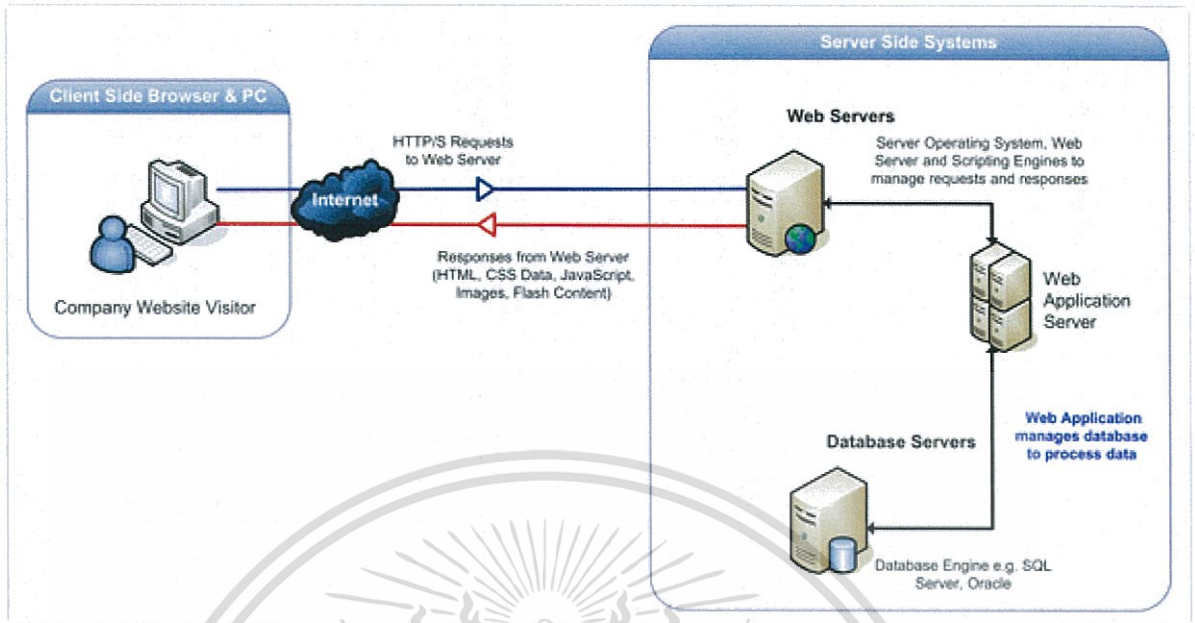 Server Side Systems
Client Side Browser & PC
Web Servers
HTTP/S Requests
to Web Server
Server Operating System, Web
Server and Scripting Engines to
manage requests and responses
Internet
Responses from Web Server
(HTML, CSS Data, JavaScript,
Images, Flash Content)
Company Website Visitor
Web
Application
Server
Web Application
manages database
to process data
Database Servers
Database Engine e.g. SQL
Server, Oracle